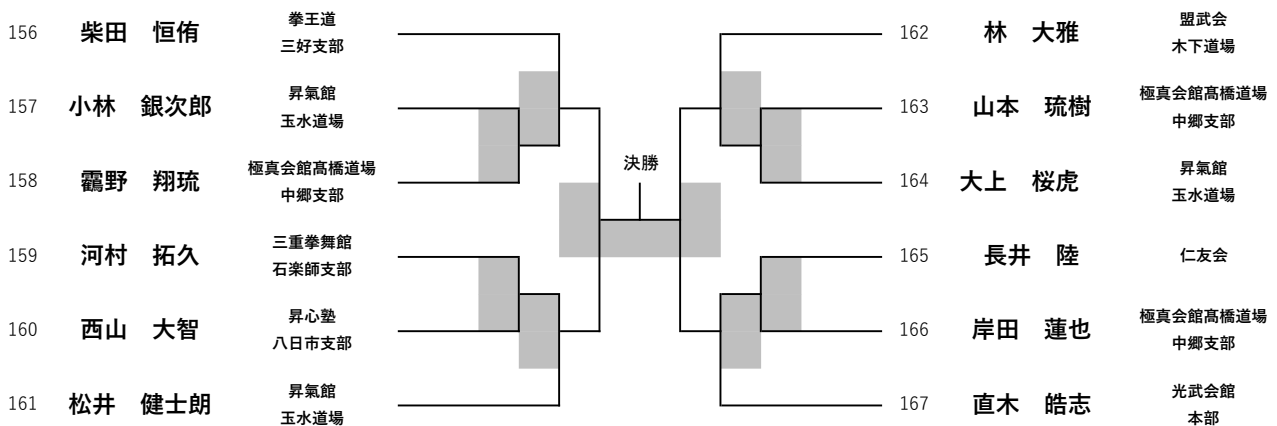 156 柴田 恒侑 拳王道
三好支部
157 小林 銀次郎 昇氣館
玉水道場
158 靍野 翔琉 極真会館髙橋道場
中郷支部
159 河村 拓久 三重拳舞館
石楽師支部
160 西山 大智 昇心塾
八日市支部
161 松井 健士朗 昇氣館
玉水道場
決勝
162 林 大雅 盟武会
木下道場
163 山本 琉樹 極真会館髙橋道場
中郷支部
164 大上 桜虎 昇氣館
玉水道場
165 長井 陸 仁友会
166 岸田 蓮也 極真会館髙橋道場
中郷支部
167 直木 皓志 光武会館
本部